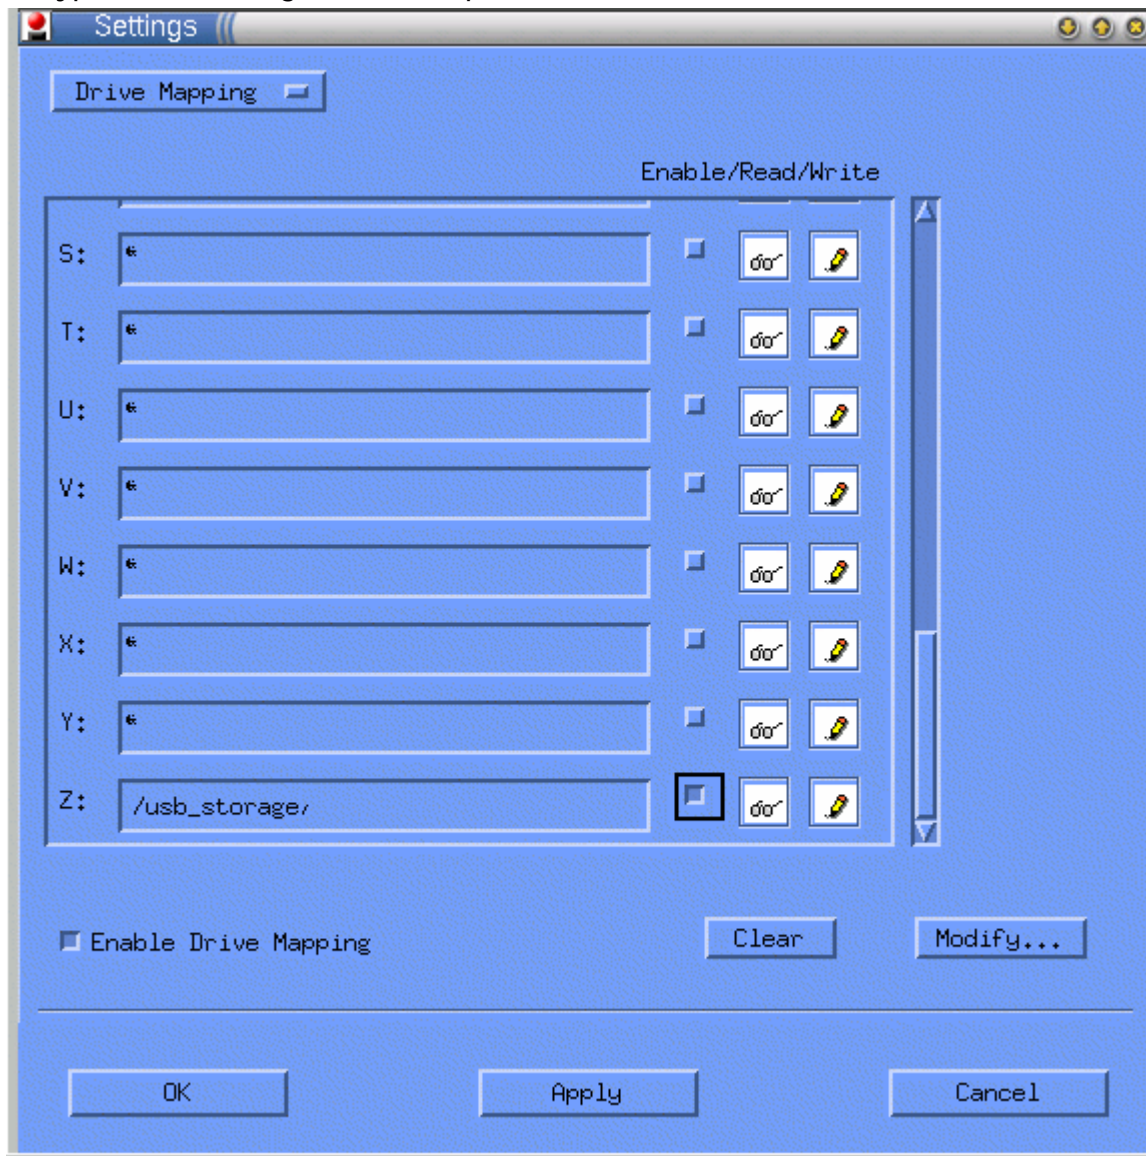 Settings
Drive Mapping
Enable/Read/Write
S: *
T: *
U: *
V: *
W: *
X: *
Y: *
Z: /usb_storage/
Enable Drive Mapping Clear Modify...
OK Apply Cancel